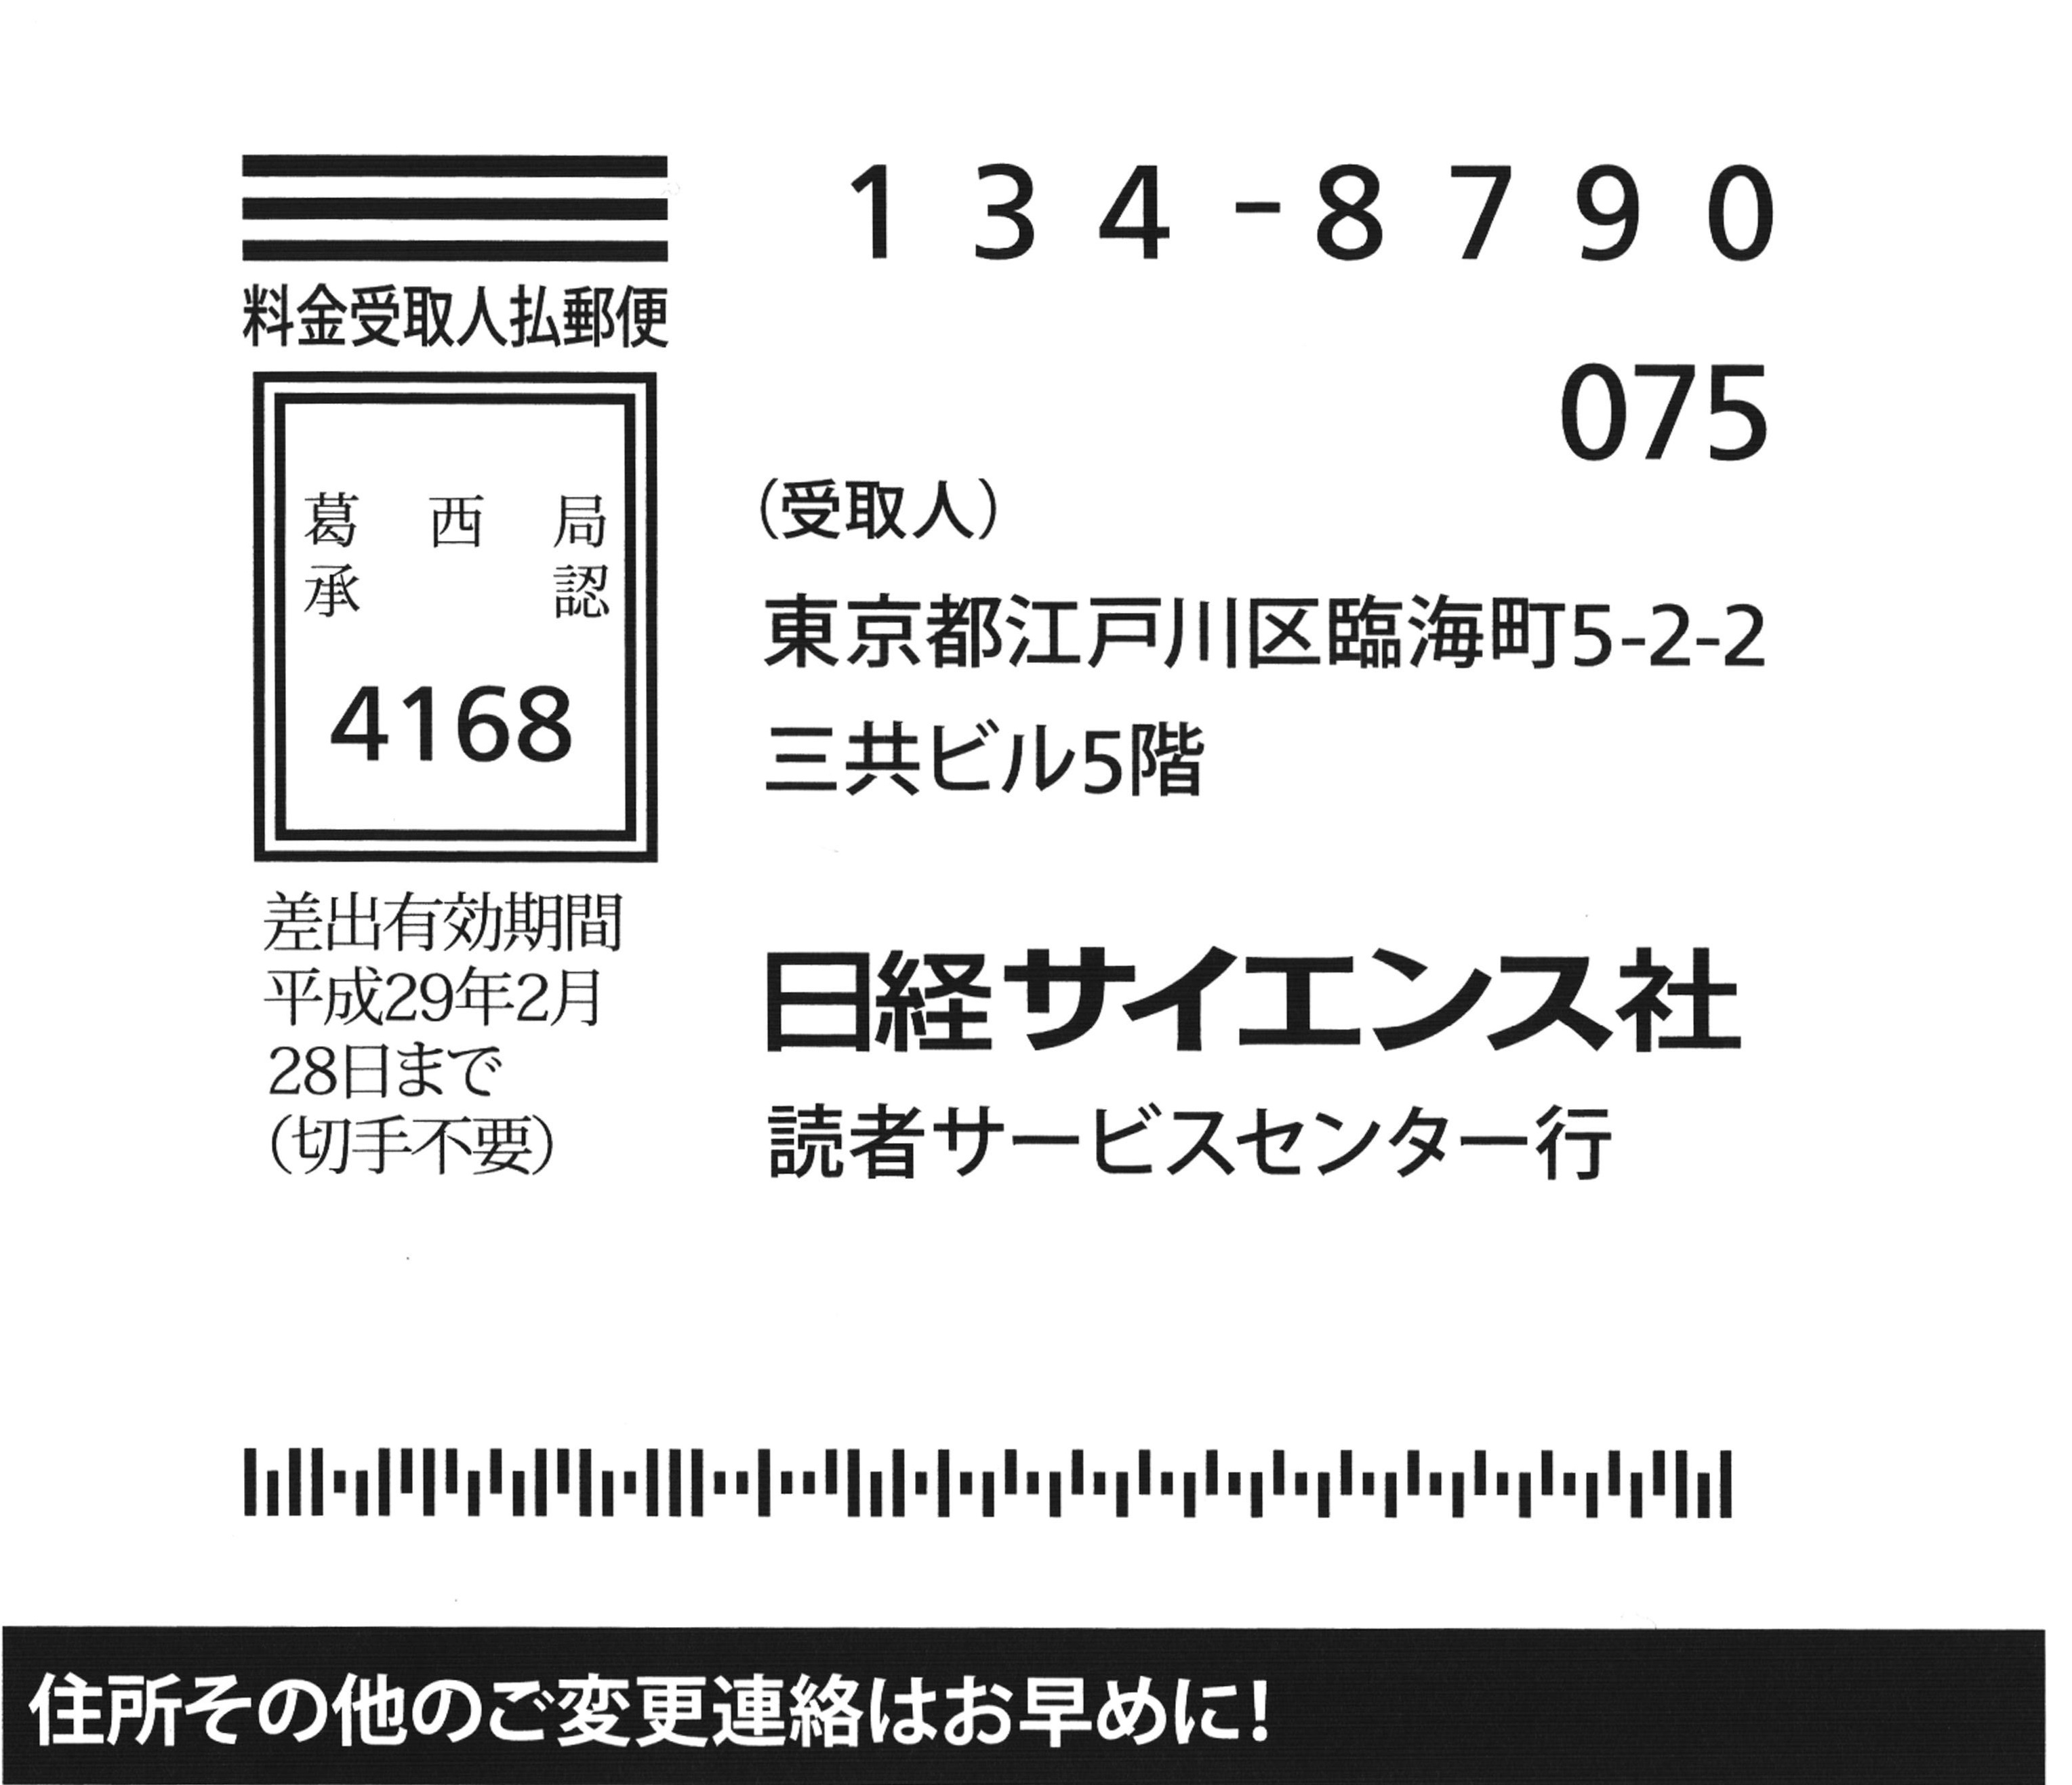 134-8790
料金受取人払郵便
075
葛西局
承認
4168
差出有効期間
平成29年2月
28日まで
(切手不要)
(受取人)
東京都江戸川区臨海町5-2-2
三共ビル5階
日経サイエンス社
読者サービスセンター行
住所その他のご変更連絡はお早めに!